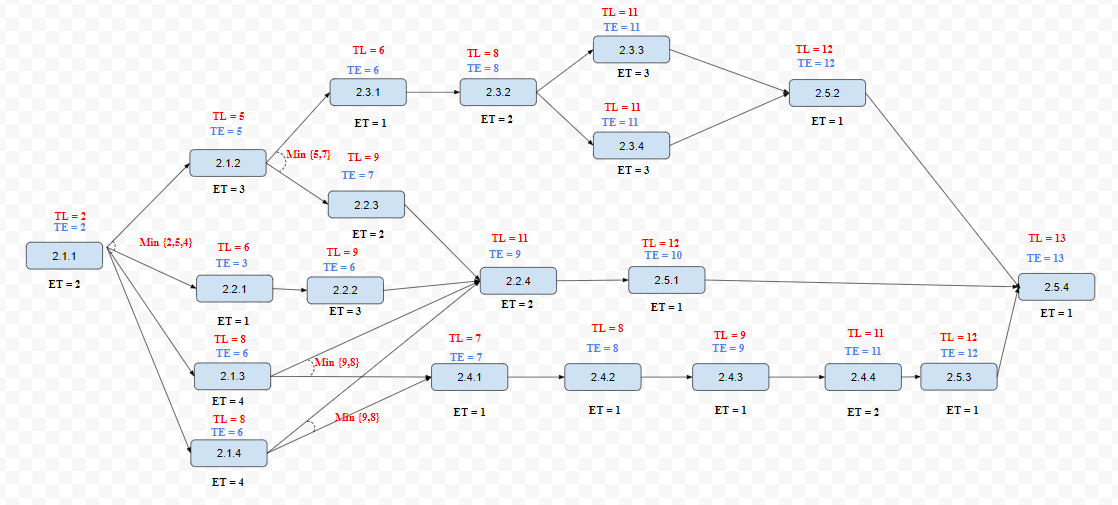 TL = 11
TE = 11
2.3.3
ET = 3
TL = 6
TE = 6
2.3.1
ET = 1
TL = 8
TE = 8
2.3.2
ET = 2
TL = 12
TE = 12
2.5.2
ET = 1
TL = 11
TE = 11
2.3.4
ET = 3
TL = 5
TE = 5
2.1.2
ET = 3
Min {5,7}
TL = 9
TE = 7
2.2.3
ET = 2
TL = 2
TE = 2
2.1.1
ET = 2
Min {2,5,4}
TL = 6
TE = 3
2.2.1
ET = 1
TL = 9
TE = 6
2.2.2
ET = 3
TL = 11
TE = 9
2.2.4
ET = 2
TL = 12
TE = 10
2.5.1
ET = 1
TL = 13
TE = 13
2.5.4
ET = 1
TL = 8
TE = 6
2.1.3
ET = 4
Min {9,8}
TL = 7
TE = 7
2.4.1
ET = 1
TL = 8
TE = 8
2.4.2
ET = 1
TL = 9
TE = 9
2.4.3
ET = 1
TL = 11
TE = 11
2.4.4
ET = 2
TL = 12
TE = 12
2.5.3
ET = 1
TL = 8
TE = 6
2.1.4
ET = 4
Min {9,8}